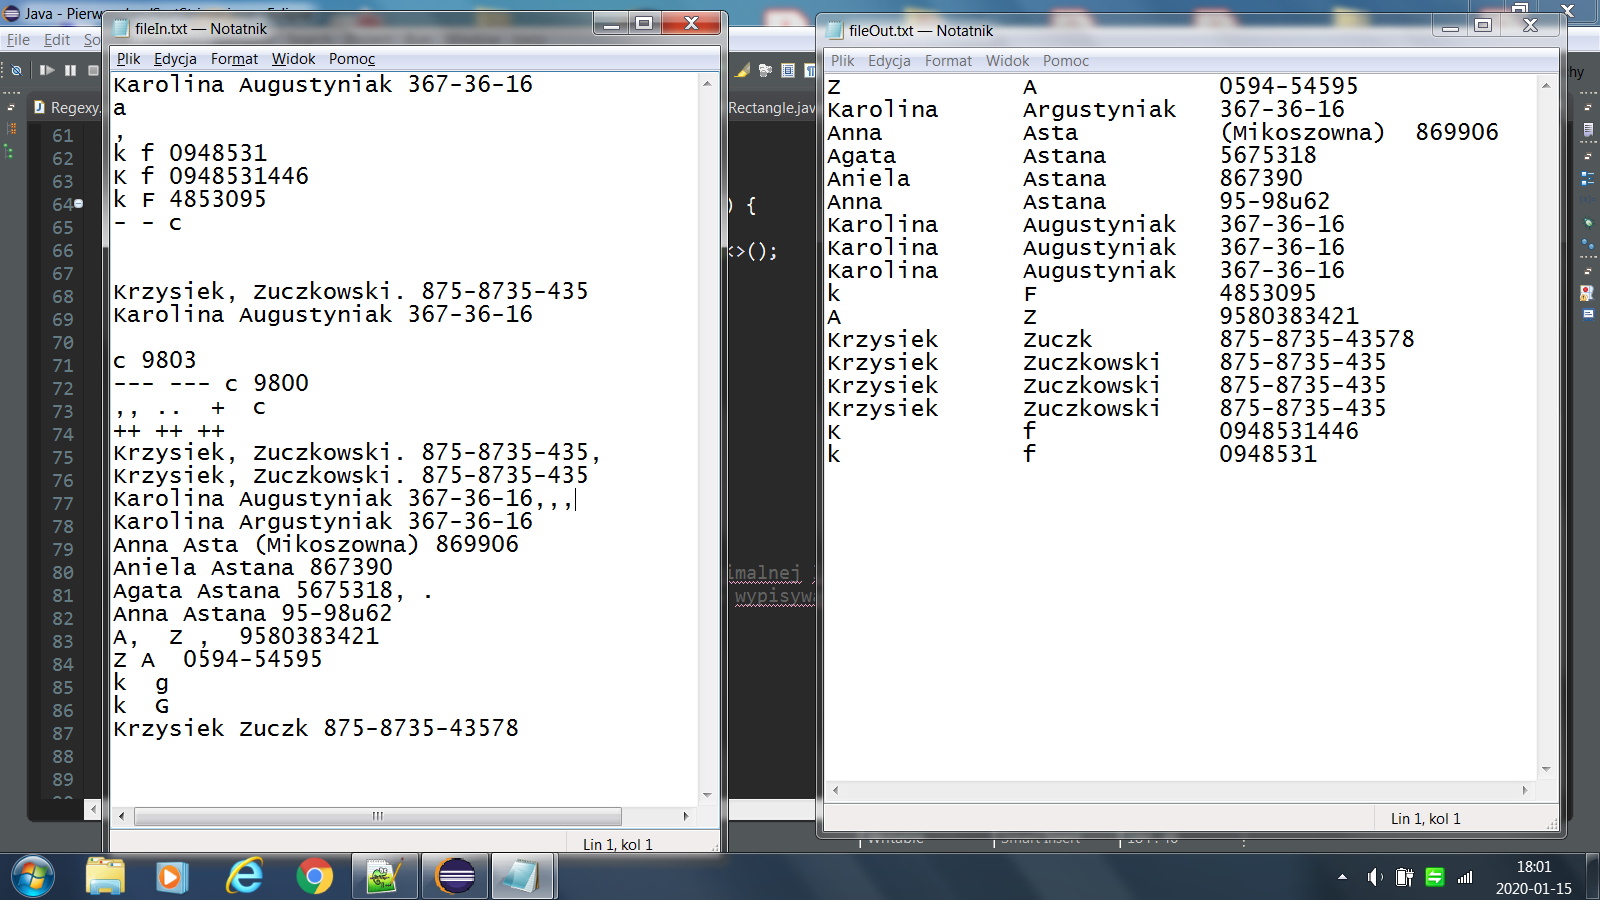 Java - Pierw
File Edit So
Regexy.
Rectangle.jav
61
62
63
64
65
66
67
68
69
70
71
72
73
74
75
76
77
78
79
80
81
82
83
84
85
86
87
88
89
) {
<>();
imalnej
wypisywa
fileIn.txt — Notatnik
Plik Edycja Format Widok Pomoc
Karolina Augustyniak 367-36-16
a
,
k f 0948531
K f 0948531446
k F 4853095
- - c
Krzysiek, Zuczkowski. 875-8735-435
Karolina Augustyniak 367-36-16
c 9803
--- --- c 9800
,, .. + c
++ ++ ++
Krzysiek, Zuczkowski. 875-8735-435,
Krzysiek, Zuczkowski. 875-8735-435
Karolina Augustyniak 367-36-16,,,
Karolina Argustyniak 367-36-16
Anna Asta (Mikoszowna) 869906
Aniela Astana 867390
Agata Astana 5675318, .
Anna Astana 95-98u62
A, Z , 9580383421
Z A 0594-54595
k g
k G
Krzysiek Zuczk 875-8735-43578
Lin 1, kol 1
fileOut.txt — Notatnik
Plik Edycja Format Widok Pomoc
Z A 0594-54595
Karolina Argustyniak 367-36-16
Anna Asta (Mikoszowna) 869906
Agata Astana 5675318
Aniela Astana 867390
Anna Astana 95-98u62
Karolina Augustyniak 367-36-16
Karolina Augustyniak 367-36-16
Karolina Augustyniak 367-36-16
k F 4853095
A Z 9580383421
Krzysiek Zuczk 875-8735-43578
Krzysiek Zuczkowski 875-8735-435
Krzysiek Zuczkowski 875-8735-435
Krzysiek Zuczkowski 875-8735-435
K f 0948531446
k f 0948531
Lin 1, kol 1
hy
18:01
2020-01-15